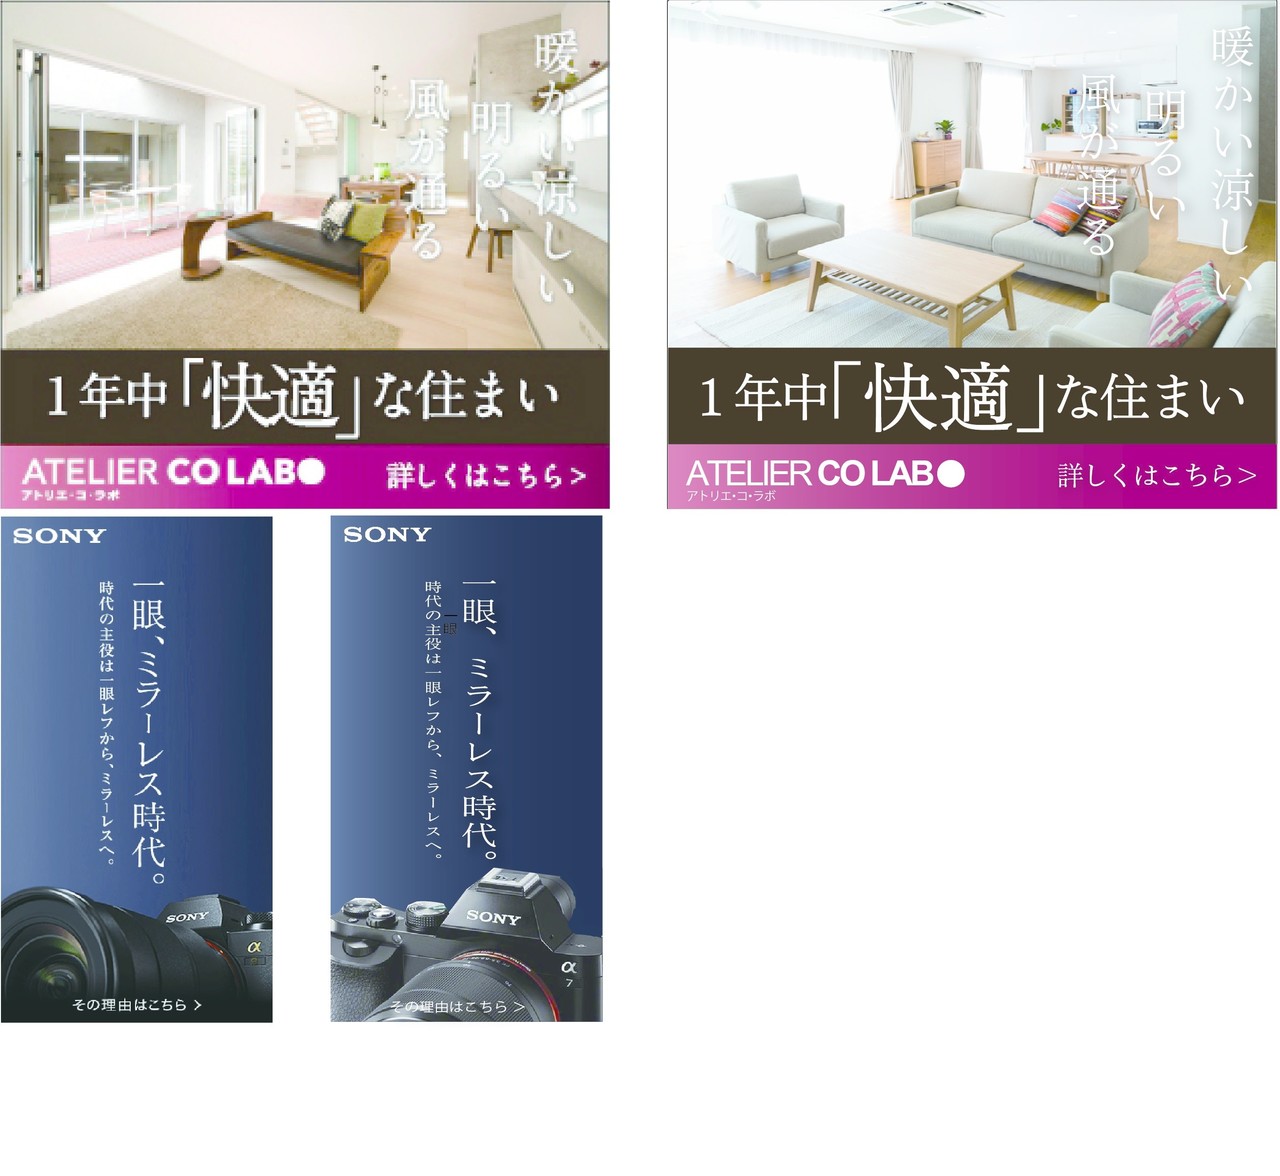 暖かい涼しい
明るい
風が通る
1年中「快適」な住まい
ATELIER CO LABO
アトリエ・コ・ラボ
詳しくはこちら>
暖かい涼しい
明るい
風が通る
1年中「快適」な住まい
ATELIER CO LAB●
アトリエ・コ・ラボ
詳しくはこちら>
SONY
一眼、ミラーレス時代。
時代の主役は一眼レフから、ミラーレスへ。
SONY
α
その理由はこちら >
SONY
一眼、ミラーレス時代。
一眼
時代の主役は一眼レフから、ミラーレスへ。
SONY
α
7
その理由はこちら >